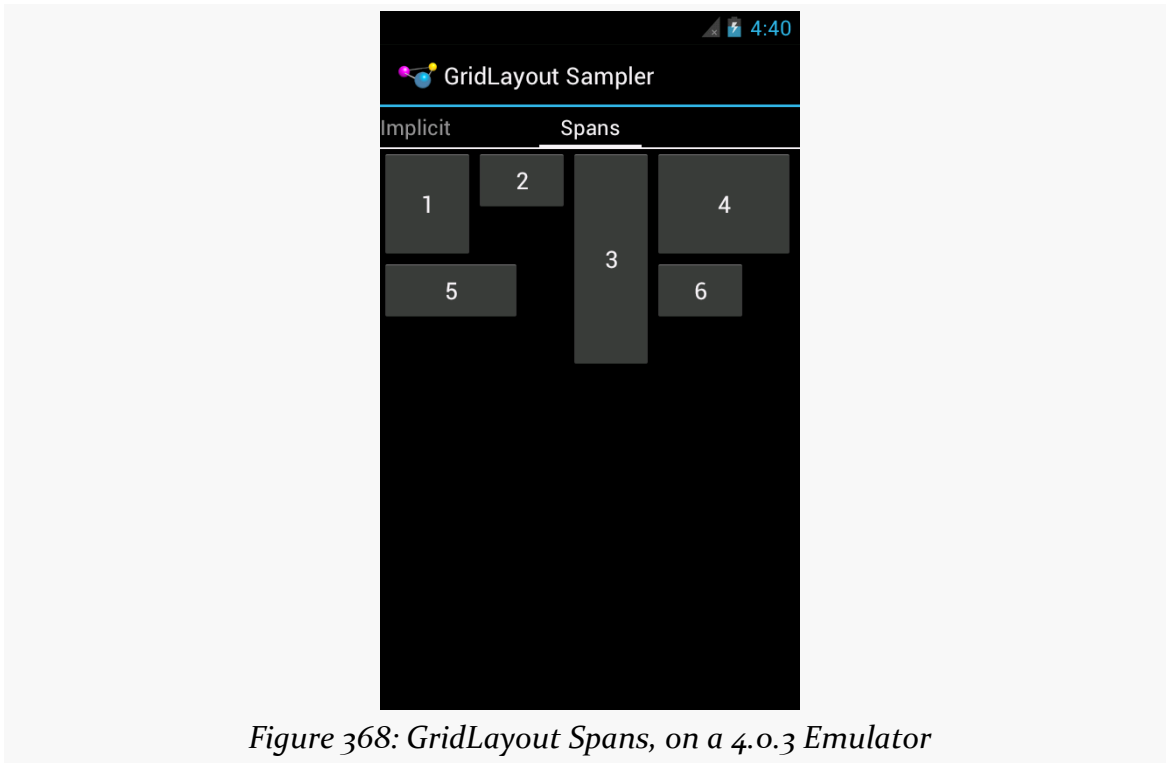 4:40
GridLayout Sampler
Implicit Spans
1 2 3 4
5 6
Figure 368: GridLayout Spans, on a 4.0.3 Emulator